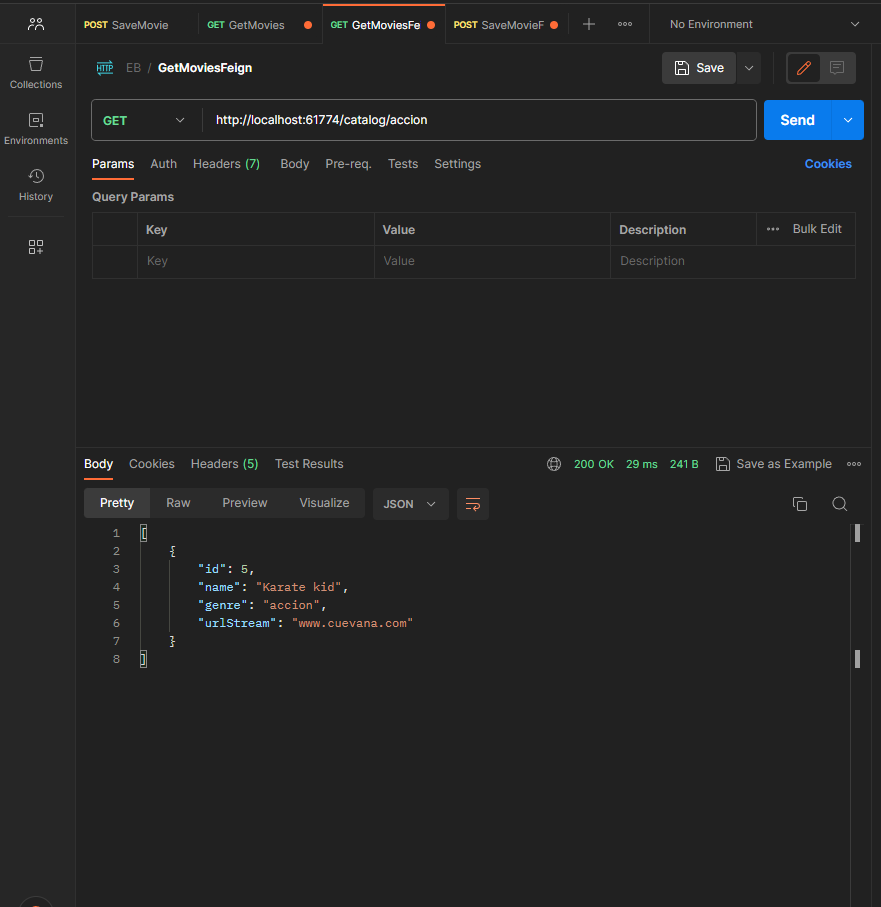 POST SaveMovie GET GetMovies GET GetMoviesFe POST SaveMovieF No Environment
Collections
Environments
History
HTTP EB / GetMoviesFeign Save
GET http://localhost:61774/catalog/accion Send
Params Auth Headers (7) Body Pre-req. Tests Settings Cookies
Query Params
Key Value Description Bulk Edit
Key Value Description
Body Cookies Headers (5) Test Results 200 OK 29 ms 241 B Save as Example
Pretty Raw Preview Visualize JSON
1 [
2 {
3 "id": 5,
4 "name": "Karate kid",
5 "genre": "accion",
6 "urlStream": "www.cuevana.com"
7 }
8 ]